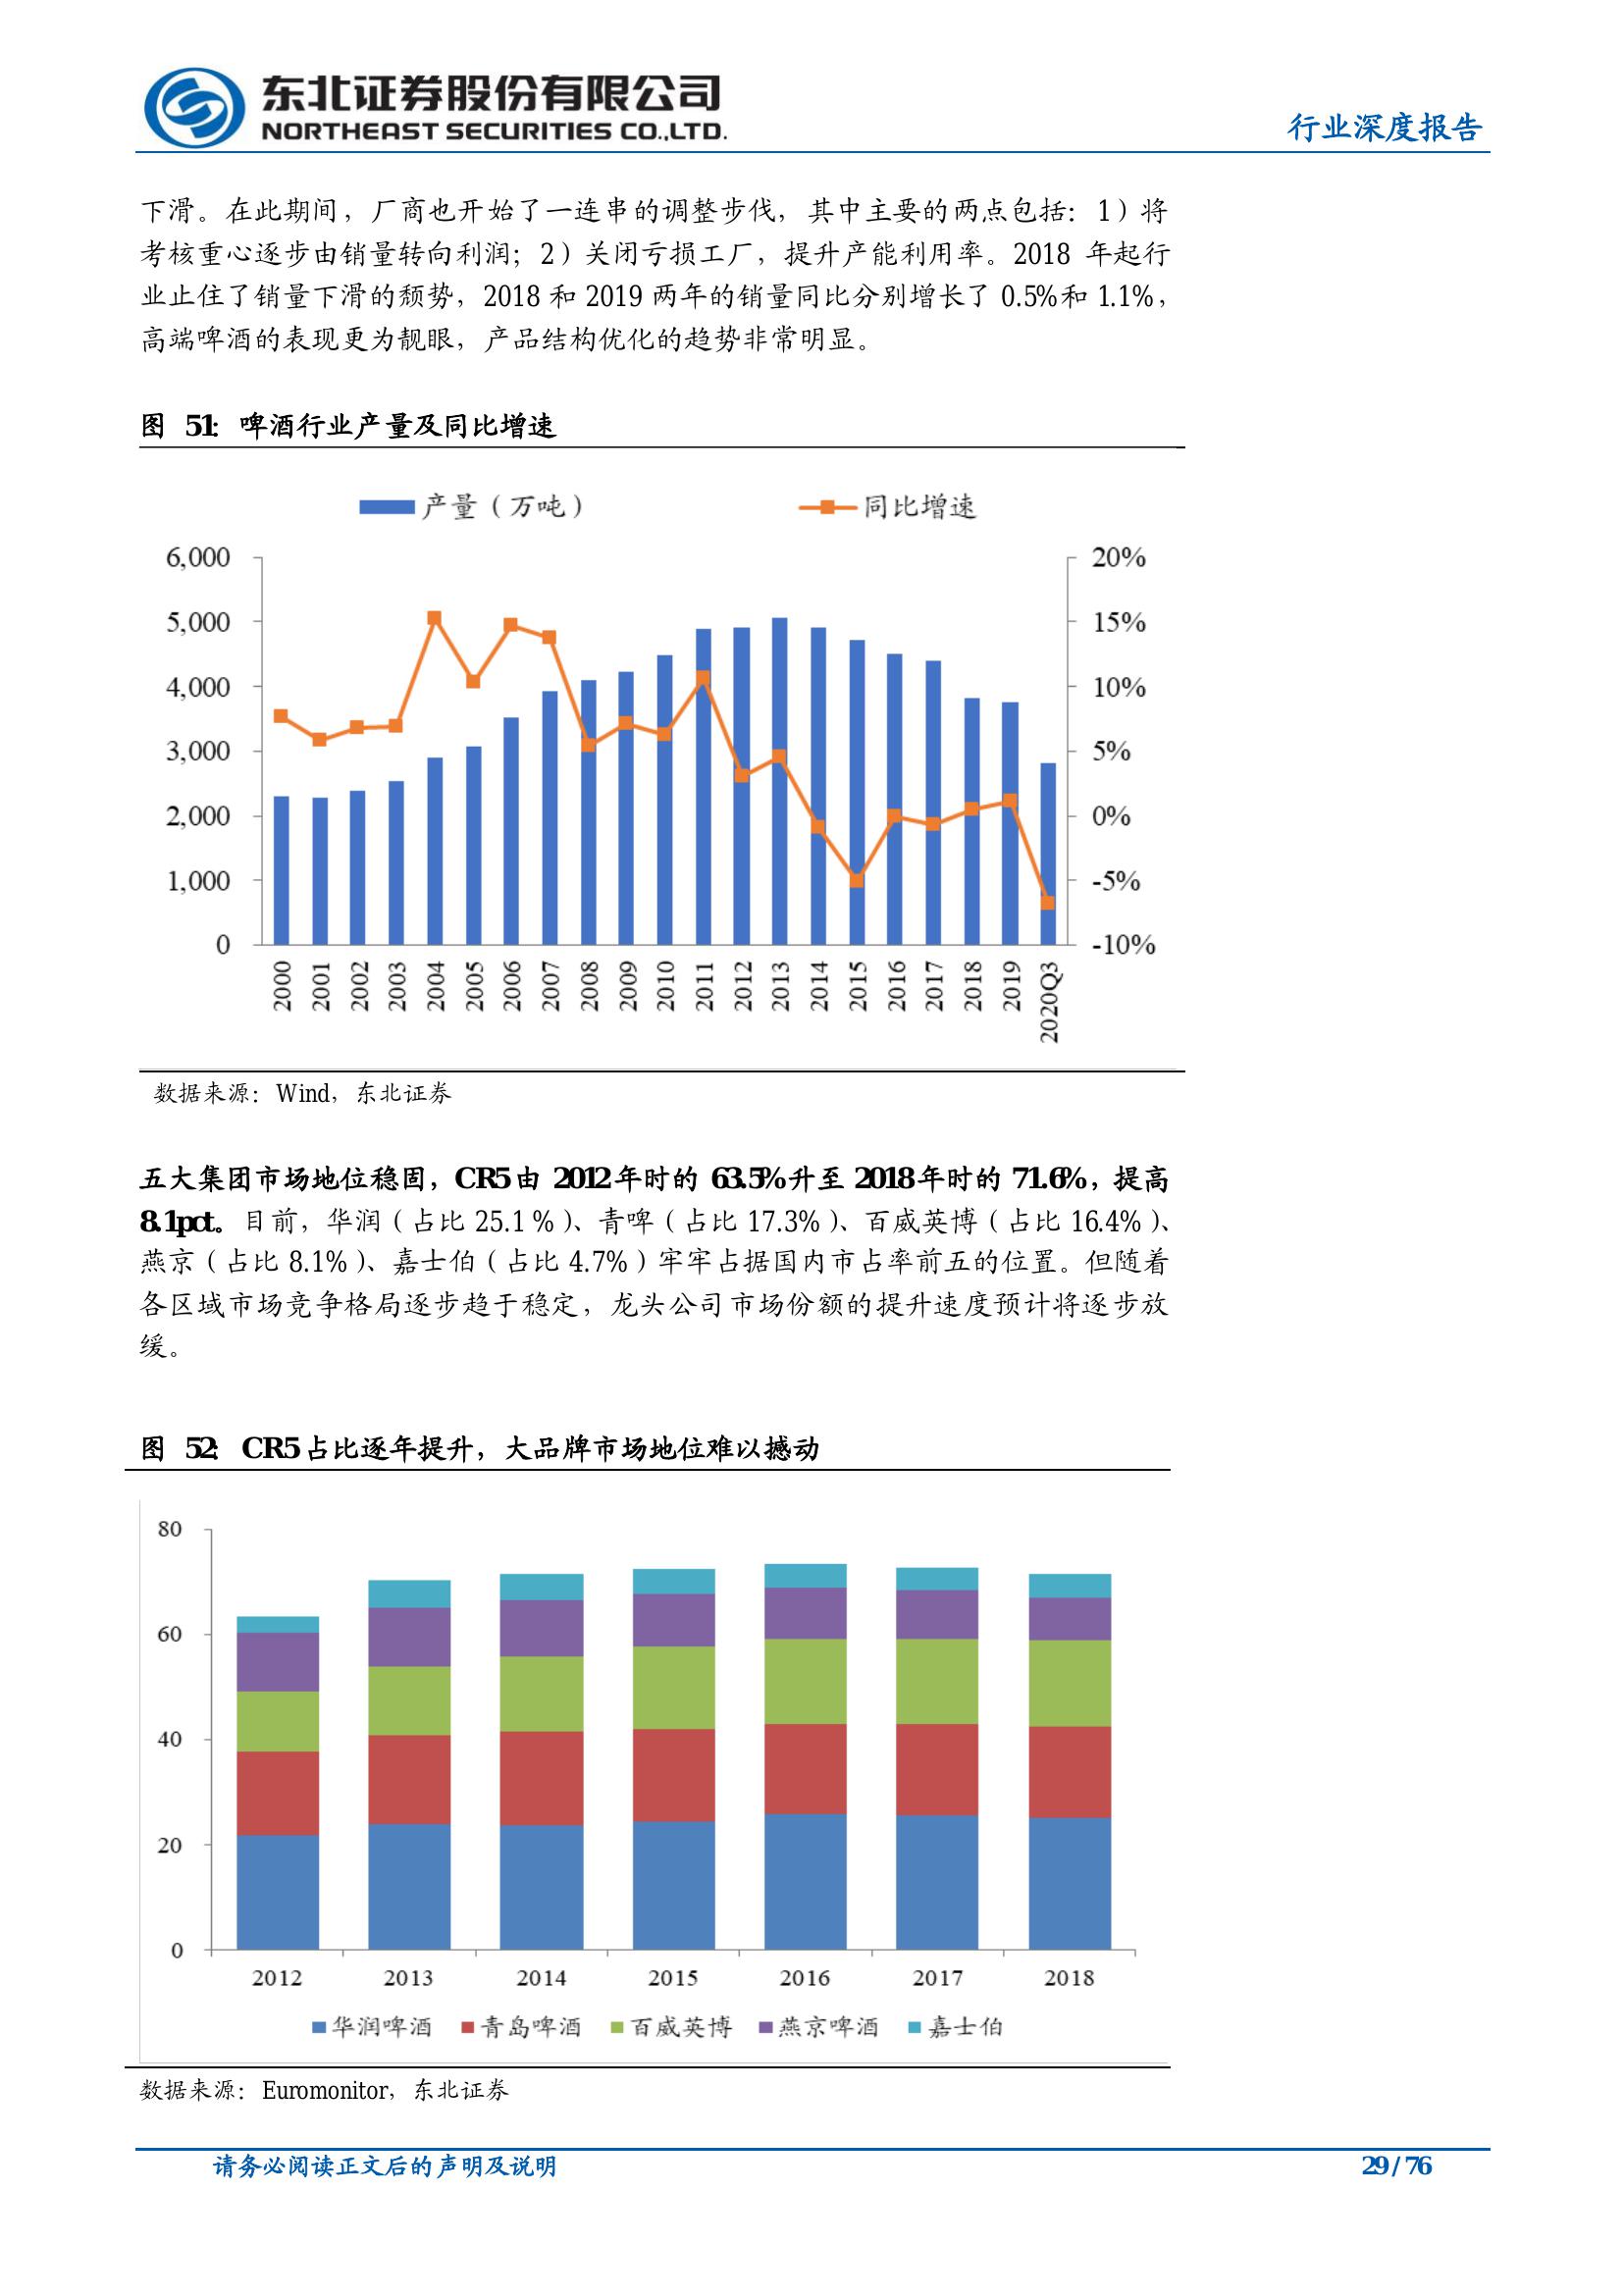 东北证券股份有限公司
NORTHEAST SECURITIES CO.,LTD.
行业深度报告
下滑。在此期间，厂商也开始了一连串的调整步伐，其中主要的两点包括：1）将
考核重心逐步由销量转向利润；2）关闭亏损工厂，提升产能利用率。2018 年起行
业止住了销量下滑的颓势，2018 和 2019 两年的销量同比分别增长了 0.5%和 1.1%，
高端啤酒的表现更为靓眼，产品结构优化的趋势非常明显。
图 51：啤酒行业产量及同比增速
产量（万吨） 同比增速
6,000 20%
5,000 15%
4,000 10%
3,000 5%
2,000 0%
1,000 -5%
0 -10%
2000 2001 2002 2003 2004 2005 2006 2007 2008 2009 2010 2011 2012 2013 2014 2015 2016 2017 2018 2019 2020Q3
数据来源：Wind，东北证券
五大集团市场地位稳固，CR5 由 2012 年时的 63.5%升至 2018 年时的 71.6%，提高
8.1pct。目前，华润（占比 25.1%）、青啤（占比 17.3%）、百威英博（占比 16.4%）、
燕京（占比 8.1%）、嘉士伯（占比 4.7%）牢牢占据国内市占率前五的位置。但随着
各区域市场竞争格局逐步趋于稳定，龙头公司市场份额的提升速度预计将逐步放
缓。
图 52：CR5 占比逐年提升，大品牌市场地位难以撼动
80
60
40
20
0
2012 2013 2014 2015 2016 2017 2018
华润啤酒 青岛啤酒 百威英博 燕京啤酒 嘉士伯
数据来源：Euromonitor，东北证券
请务必阅读正文后的声明及说明 29 / 76